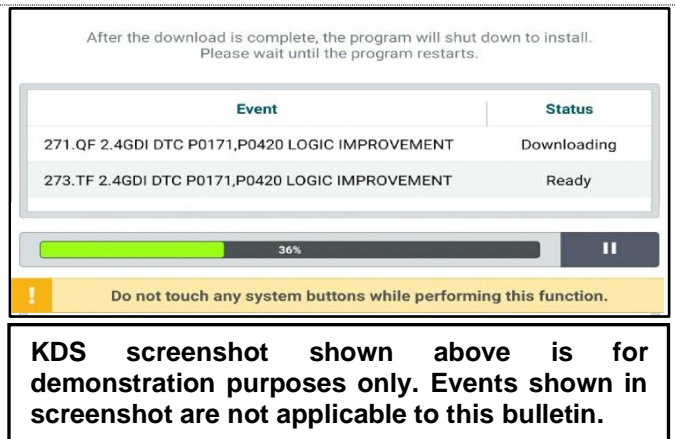 After the download is complete, the program will shut down to install.
Please wait until the program restarts.
Event Status
271.QF 2.4GDI DTC P0171,P0420 LOGIC IMPROVEMENT Downloading
273.TF 2.4GDI DTC P0171,P0420 LOGIC IMPROVEMENT Ready
36%
! Do not touch any system buttons while performing this function.
KDS screenshot shown above is for
demonstration purposes only. Events shown in
screenshot are not applicable to this bulletin.